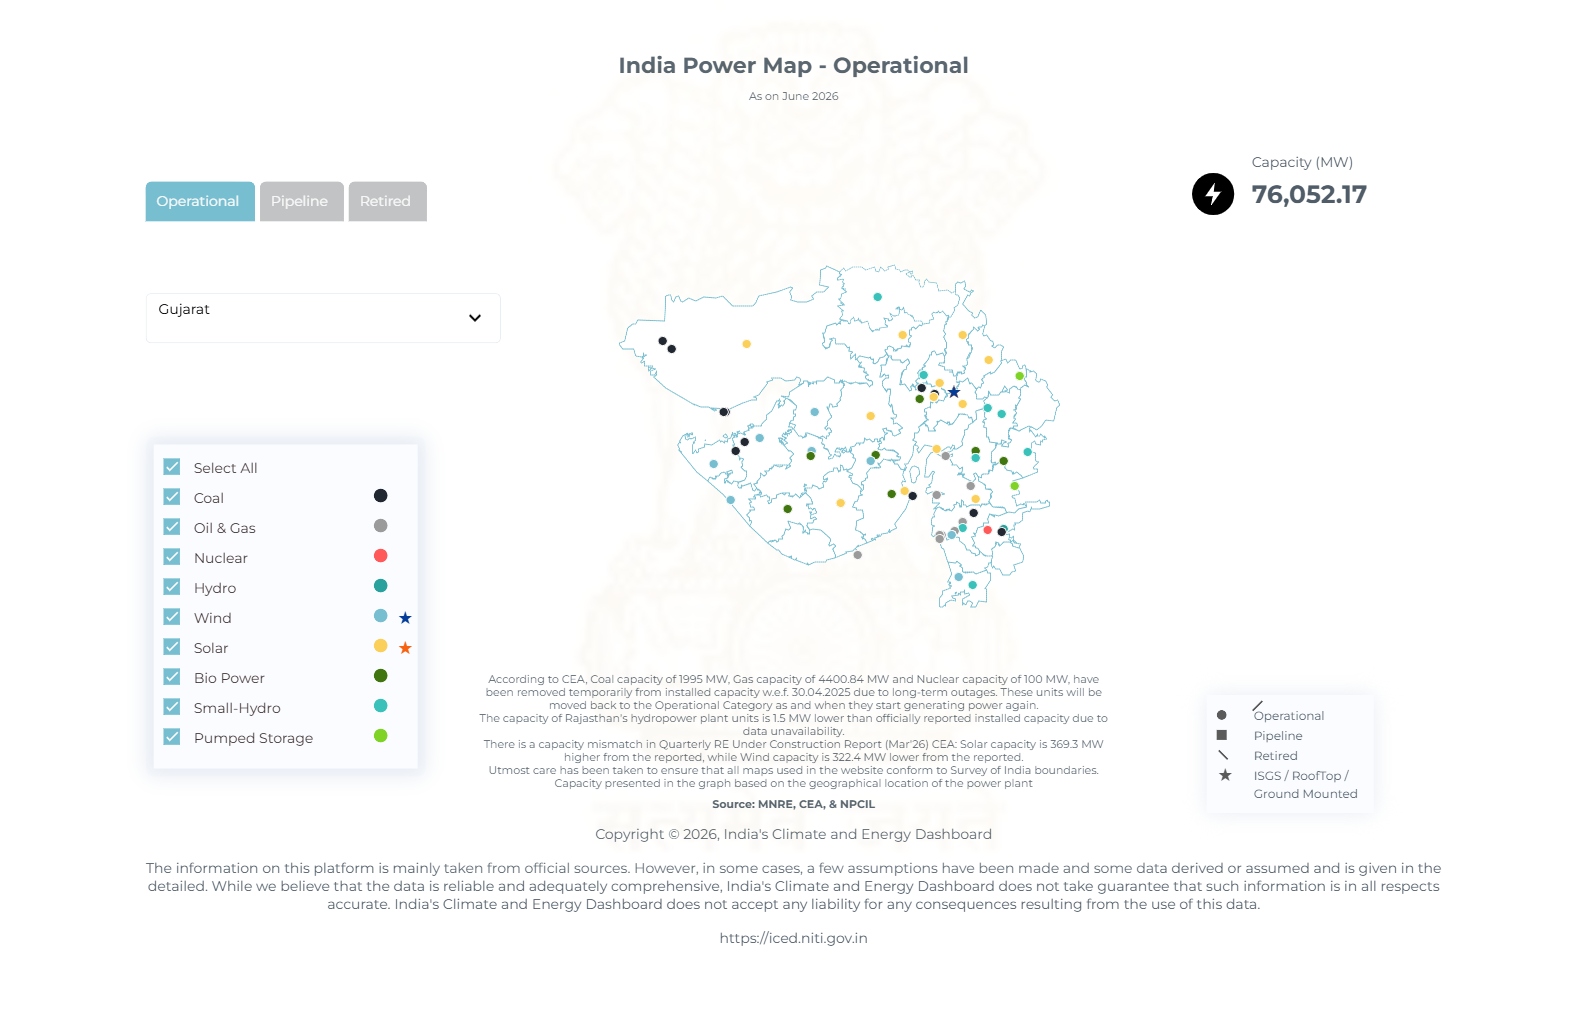 India Power Map - Operational
As on June 2026
Capacity (MW)
76,052.17
Operational
Pipeline
Retired
Gujarat
Select All
Coal
Oil & Gas
Nuclear
Hydro
Wind
Solar
Bio Power
Small-Hydro
Pumped Storage
According to CEA, Coal capacity of 1995 MW, Gas capacity of 4400.84 MW and Nuclear capacity of 100 MW, have
been removed temporarily from installed capacity w.e.f. 30.04.2025 due to long-term outages. These units will be
moved back to the Operational Category as and when they start generating power again.
The capacity of Rajasthan's hydropower plant units is 1.5 MW lower than officially reported installed capacity due to
data unavailability.
There is a capacity mismatch in Quarterly RE Under Construction Report (Mar'26) CEA: Solar capacity is 369.3 MW
higher from the reported, while Wind capacity is 322.4 MW lower from the reported.
Utmost care has been taken to ensure that all maps used in the website conform to Survey of India boundaries.
Capacity presented in the graph based on the geographical location of the power plant
Source: MNRE, CEA, & NPCIL
Operational
Pipeline
Retired
ISGS / RoofTop /
Ground Mounted
Copyright © 2026, India's Climate and Energy Dashboard
The information on this platform is mainly taken from official sources. However, in some cases, a few assumptions have been made and some data derived or assumed and is given in the
detailed. While we believe that the data is reliable and adequately comprehensive, India's Climate and Energy Dashboard does not take guarantee that such information is in all respects
accurate. India's Climate and Energy Dashboard does not accept any liability for any consequences resulting from the use of this data.
https://iced.niti.gov.in